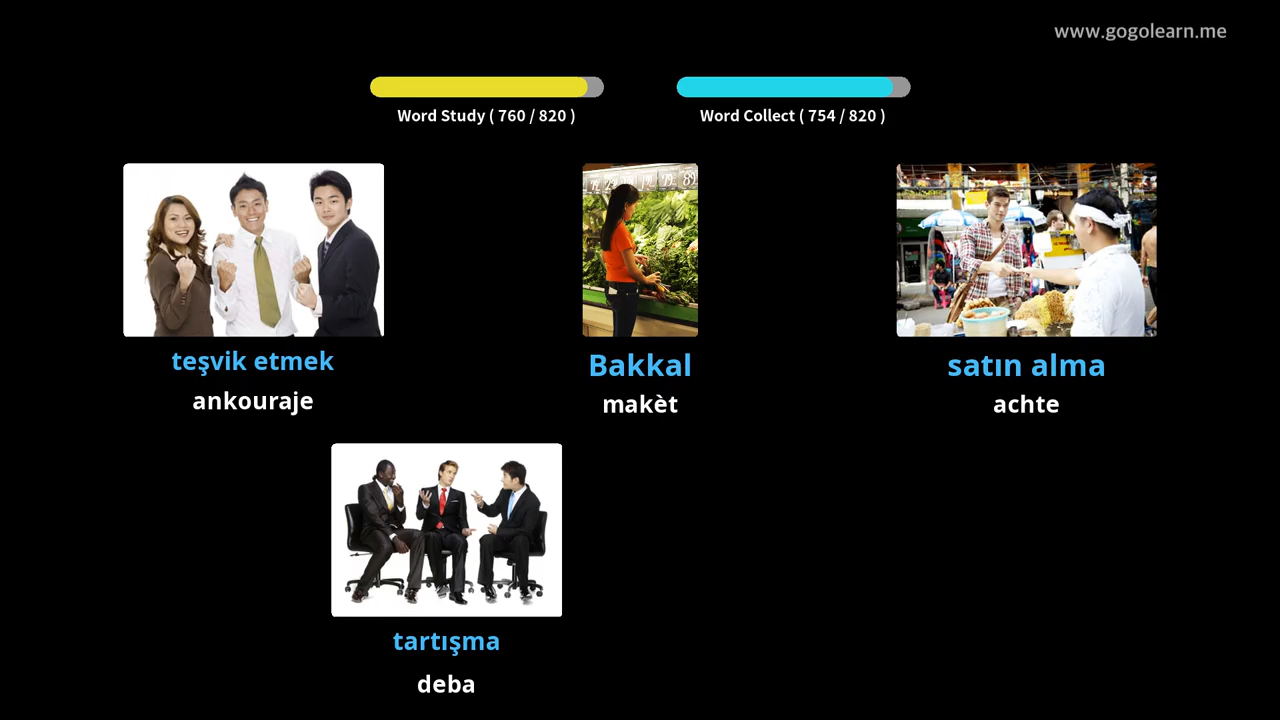 www.gogolearn.me
Word Study ( 760 / 820 )
Word Collect ( 754 / 820 )
teşvik etmek
ankouraje
Bakkal
makèt
satın alma
achte
tartışma
deba